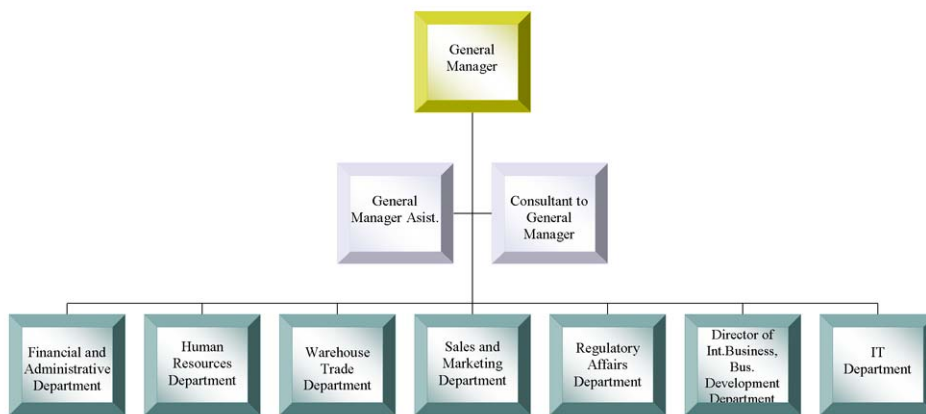 General
Manager
General
Manager Asist.
Consultant to
General
Manager
Financial and
Administrative
Department
Human
Resources
Department
Warehouse
Trade
Department
Sales and
Marketing
Department
Regulatory
Affairs
Department
Director of
Int.Business,
Bus.
Development
Department
IT
Department